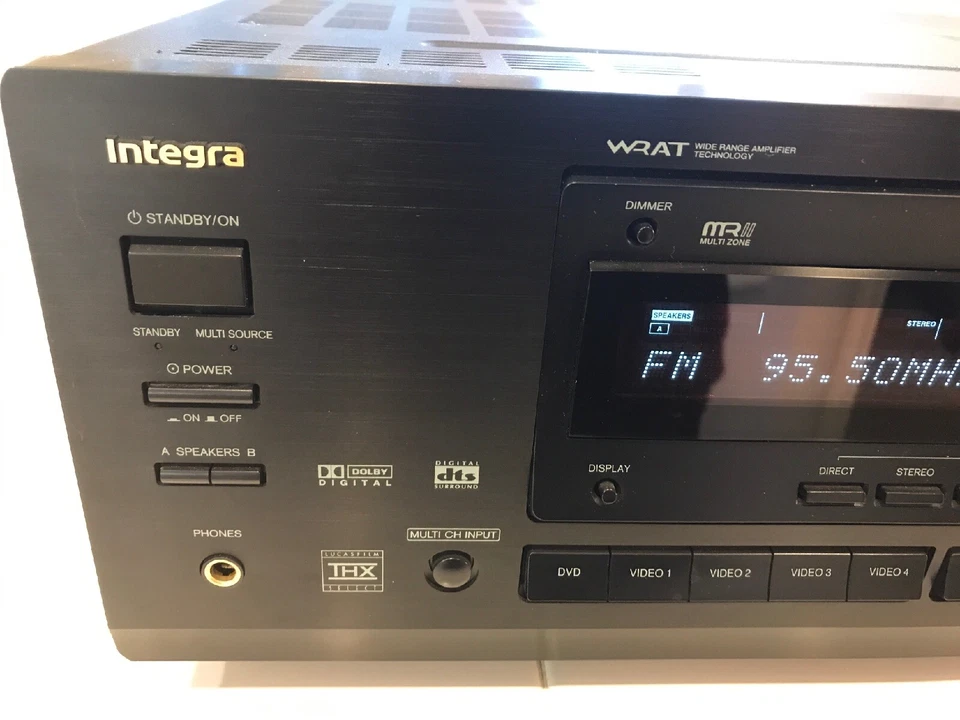 Integra
WRAT WIDE RANGE AMPLIFIER
TECHNOLOGY
STANDBY/ON
DIMMER
MULTI ZONE
STANDBY MULTI SOURCE
SPEAKERS
A
STEREO
POWER
FM 95.50MH
ON OFF
A SPEAKERS B
DOLBY
DIGITAL
DIGITAL
dts
SURROUND
DISPLAY
DIRECT STEREO
PHONES
MULTI CH INPUT
LUCASFILM
THX
SELECT
DVD VIDEO 1 VIDEO 2 VIDEO 3 VIDEO 4